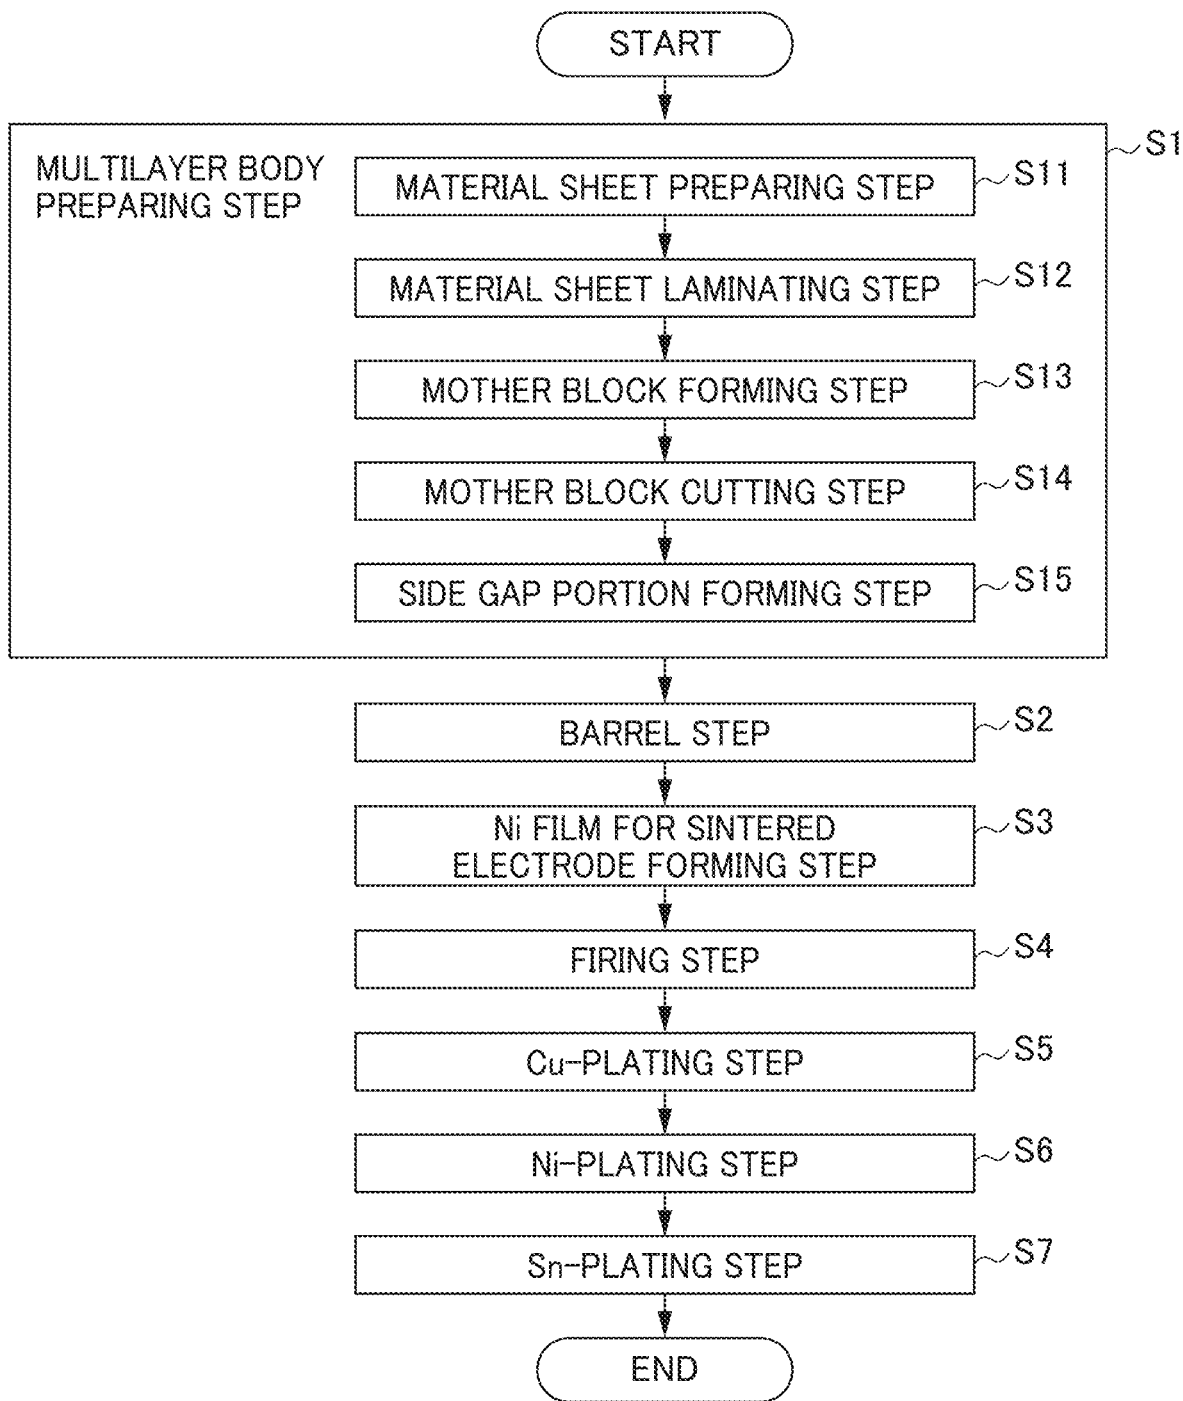 START
S1
MULTILAYER BODY
PREPARING STEP
MATERIAL SHEET PREPARING STEP
S11
MATERIAL SHEET LAMINATING STEP
S12
MOTHER BLOCK FORMING STEP
S13
MOTHER BLOCK CUTTING STEP
S14
SIDE GAP PORTION FORMING STEP
S15
BARREL STEP
S2
Ni FILM FOR SINTERED
ELECTRODE FORMING STEP
S3
FIRING STEP
S4
Cu-PLATING STEP
S5
Ni-PLATING STEP
S6
Sn-PLATING STEP
S7
END